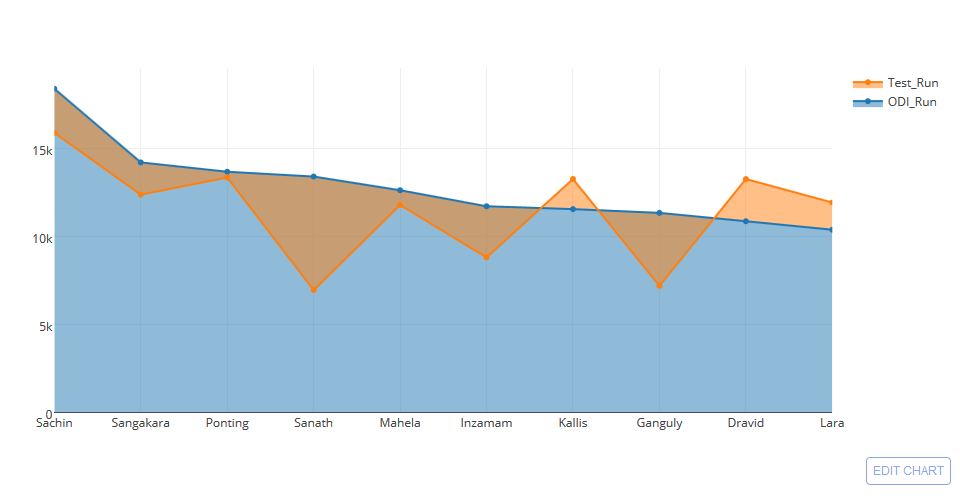 Test_Run
ODI_Run
15k
10k
5k
0
Sachin Sangakara Ponting Sanath Mahela Inzamam Kallis Ganguly Dravid Lara
EDIT CHART